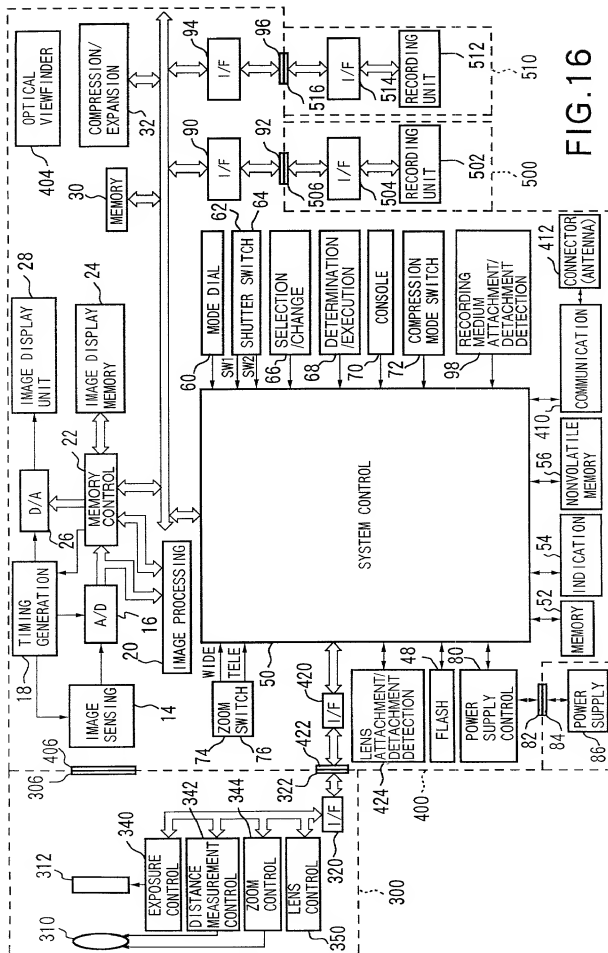 310
312
340
EXPOSURE
CONTROL
342
DISTANCE
MEASUREMENT
CONTROL
344
ZOOM
CONTROL
LENS
CONTROL
350
I/F
320
300
306
406
322
422
18
TIMING
GENERATION
IMAGE SENSING
14
A/D
16
D/A
26
IMAGE DISPLAY
UNIT
28
IMAGE DISPLAY
MEMORY
24
22
MEMORY
CONTROL
20
IMAGE PROCESSING
30
MEMORY
404
OPTICAL
VIEWFINDER
COMPRESSION/
EXPANSION
32
74
ZOOM
SWITCH
76
WIDE
TELE
50
SYSTEM CONTROL
I/F
420
LENS
ATTACHMENT/
DETACHMENT
DETECTION
424
FLASH
48
POWER SUPPLY
CONTROL
80
82
84
POWER SUPPLY
86
400
60
MODE DIAL
SW1
SW2
SHUTTER SWITCH
62
64
SELECTION
/CHANGE
66
DETERMINATION
/EXECUTION
68
CONSOLE
70
COMPRESSION
MODE SWITCH
72
RECORDING
MEDIUM
ATTACHMENT/
DETACHMENT
DETECTION
98
MEMORY
52
INDICATION
54
NONVOLATILE MEMORY
56
COMMUNICATION
410
CONNECTOR
(ANTENNA)
412
90
I/F
92
506
I/F
504
RECORDING
UNIT
502
500
94
I/F
96
516
I/F
514
RECORDING
UNIT
512
510
FIG.16